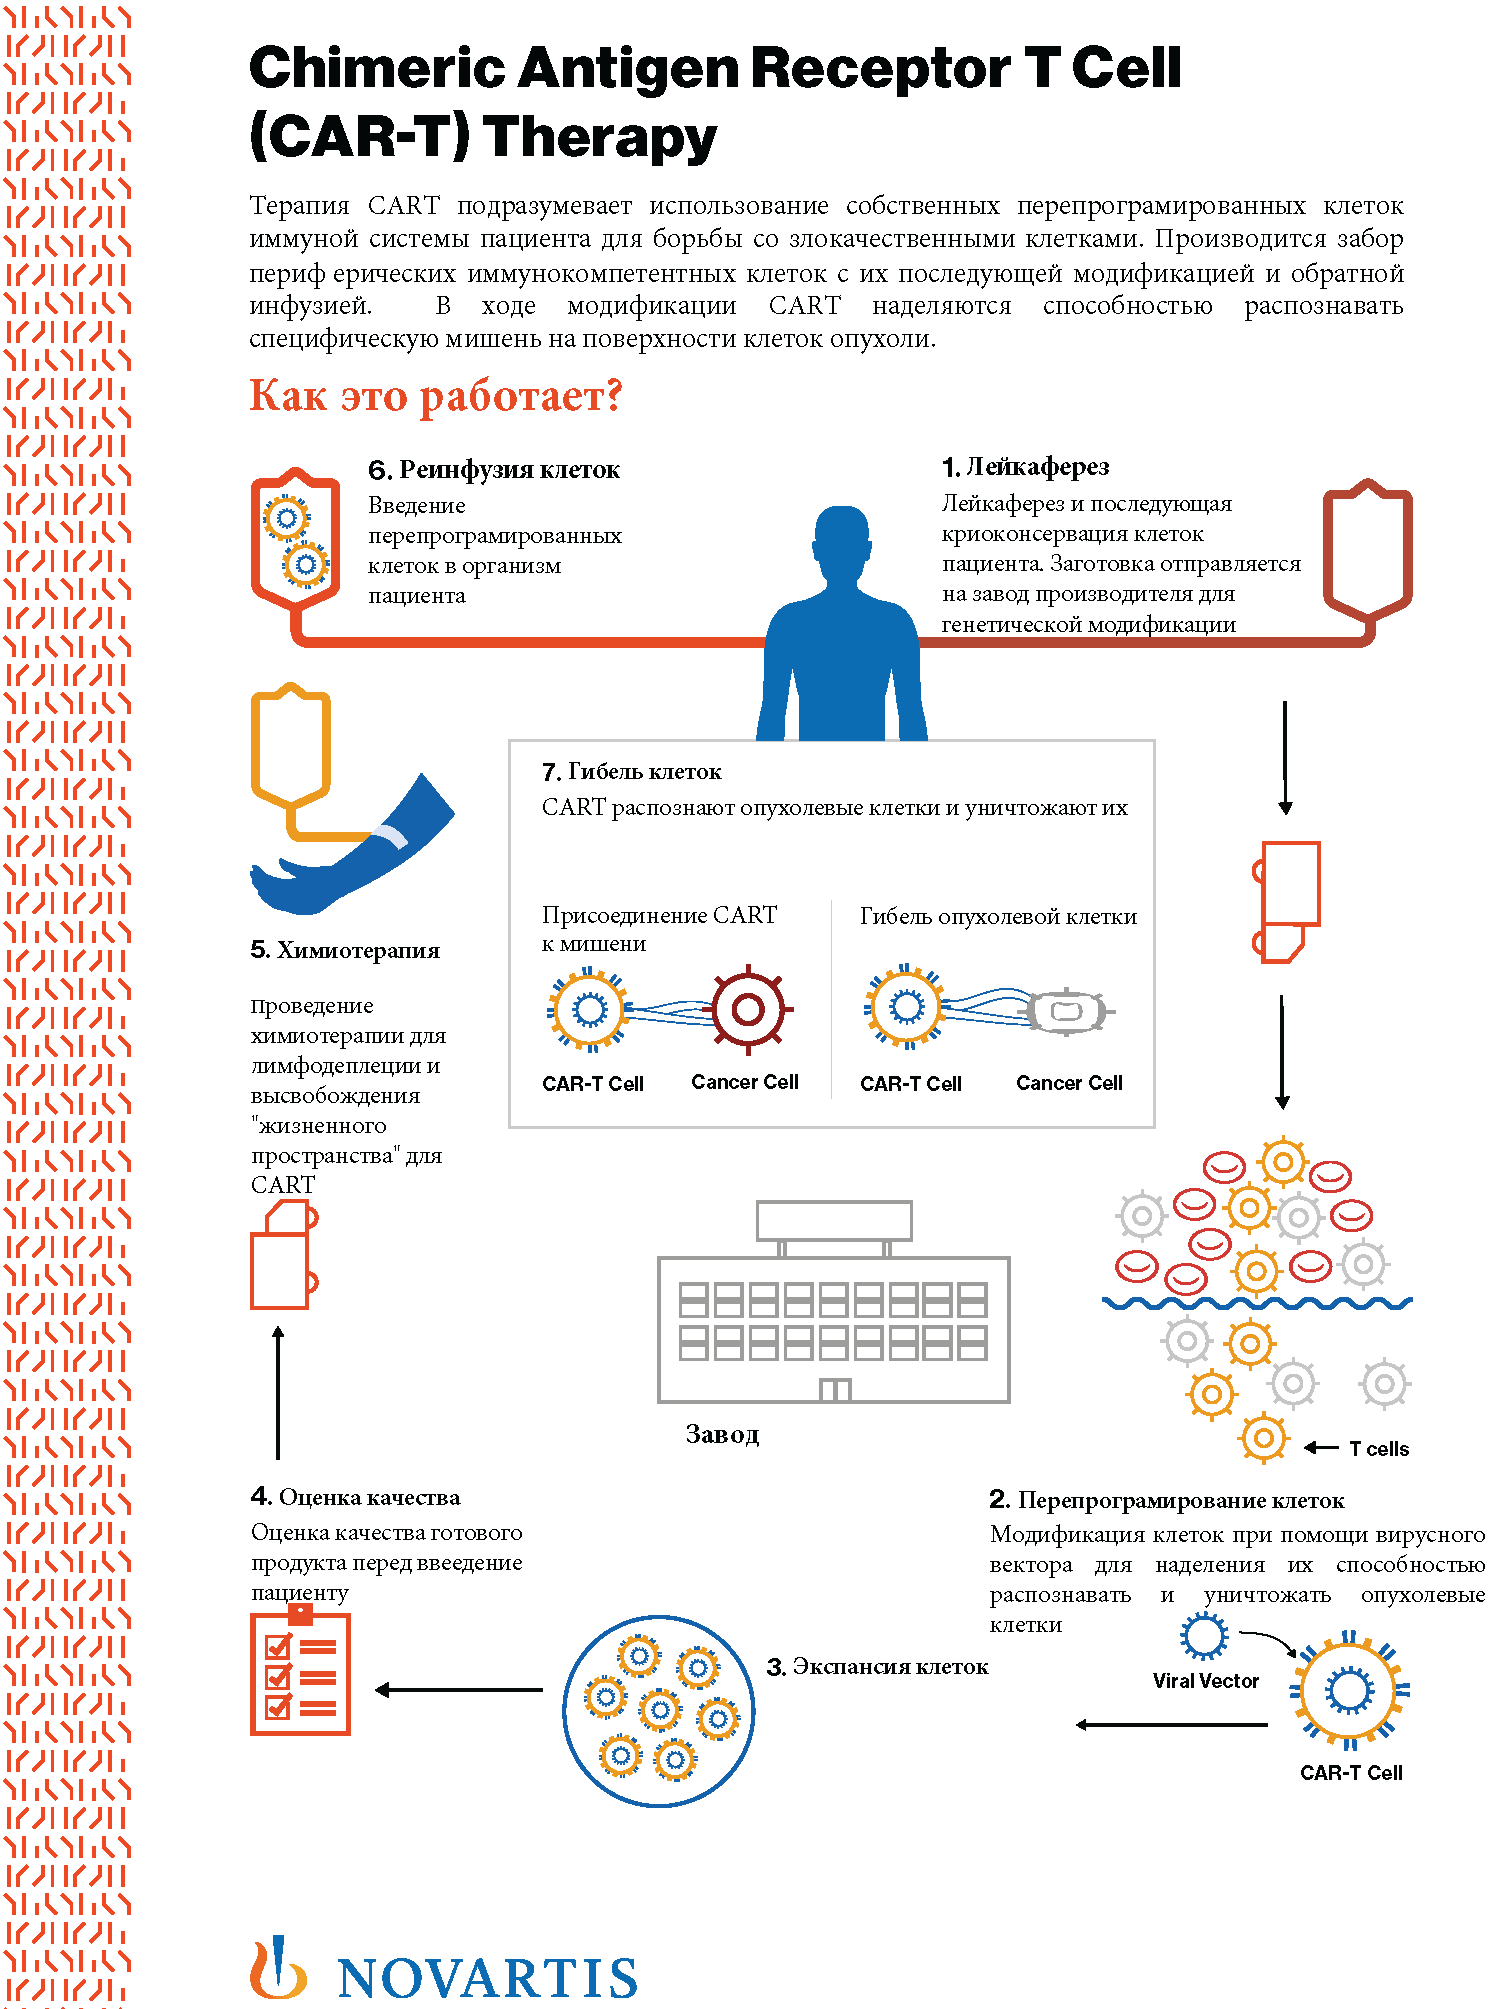 Chimeric Antigen Receptor T Cell
(CAR-T) Therapy
Терапия CART подразумевает использование собственных перепрограмированных клеток
иммуной системы пациента для борьбы со злокачественными клетками. Производится забор
периф ерических иммунокомпетентных клеток с их последующей модификацией и обратной
инфузией. В ходе модификации CART наделяются способностью распознавать
специфическую мишень на поверхности клеток опухоли.
Как это работает?
6. Реинфузия клеток
Введение
перепрограмированных
клеток в организм
пациента
1. Лейкаферез
Лейкаферез и последующая
криоконсервация клеток
пациента. Заготовка отправляется
на завод производителя для
генетической модификации
7. Гибель клеток
CART распознают опухолевые клетки и уничтожают их
Присоединение CART
к мишени
CAR-T Cell
Cancer Cell
Гибель опухолевой клетки
CAR-T Cell
Cancer Cell
5. Химиотерапия
проведение
химиотерапии для
лимфодеплеции и
высвобождения
"жизненного
пространства" для
CART
Завод
T cells
4. Оценка качества
Оценка качества готового
продукта перед ввеедение
пациенту
2. Перепрограмирование клеток
Модификация клеток при помощи вирусного
вектора для наделения их способностью
распознавать и уничтожать опухолевые
клетки
Viral Vector
CAR-T Cell
3. Экспансия клеток
NOVARTIS